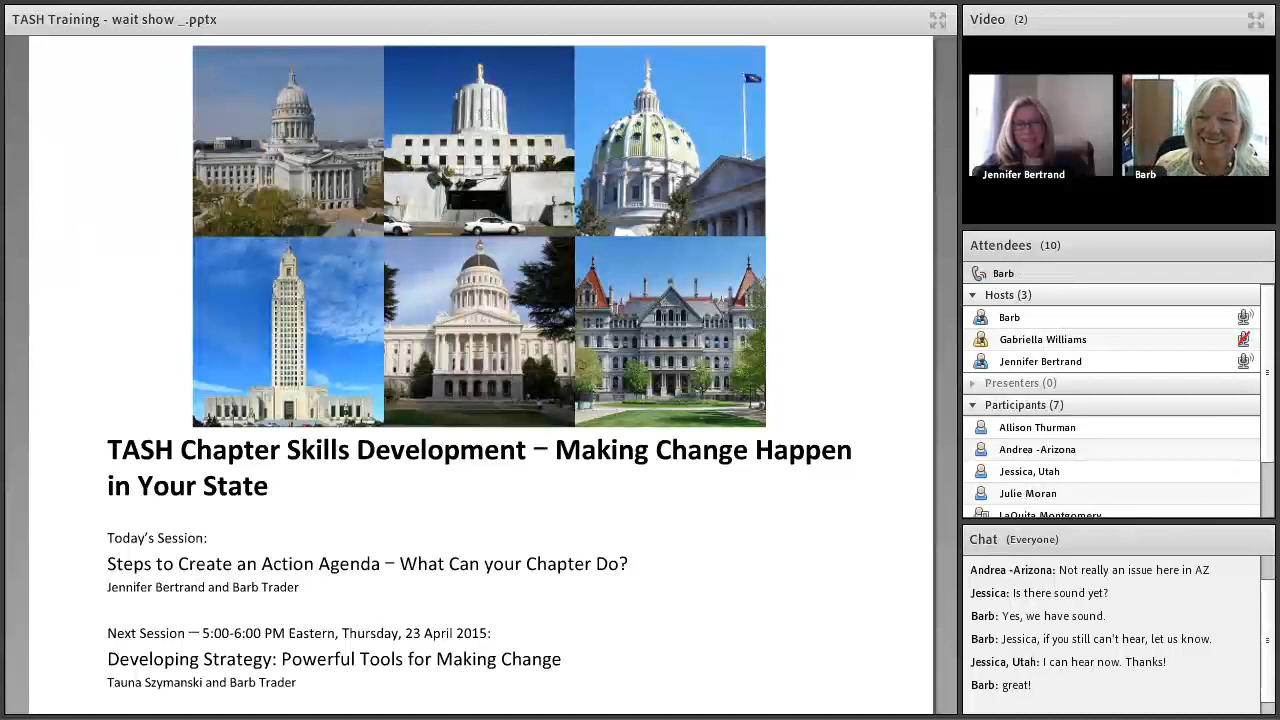 TASH Training - wait show _.pptx
TASH Chapter Skills Development – Making Change Happen
in Your State
Today's Session:
Steps to Create an Action Agenda – What Can your Chapter Do?
Jennifer Bertrand and Barb Trader
Next Session — 5:00-6:00 PM Eastern, Thursday, 23 April 2015:
Developing Strategy: Powerful Tools for Making Change
Tauna Szymanski and Barb Trader
Video (2)
Jennifer Bertrand
Barb
Attendees (10)
Barb
Hosts (3)
Barb
Gabriella Williams
Jennifer Bertrand
Presenters (0)
Participants (7)
Allison Thurman
Andrea -Arizona
Jessica, Utah
Julie Moran
LaQuita Montgomery
Chat (Everyone)
Andrea -Arizona: Not really an issue here in AZ
Jessica: Is there sound yet?
Barb: Yes, we have sound.
Barb: Jessica, if you still can't hear, let us know.
Jessica, Utah: I can hear now. Thanks!
Barb: great!